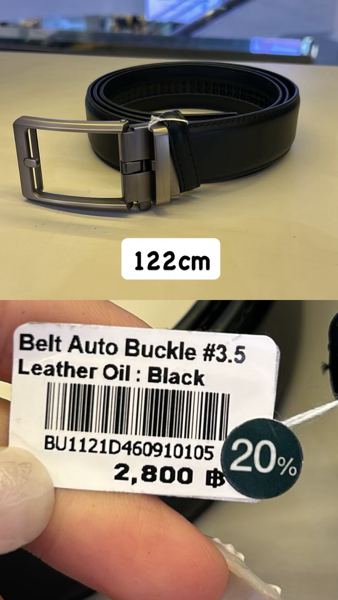 122cm
Belt Auto Buckle #3.5
Leather Oil : Black
BU1121D460910105
2,800 ฿
20%